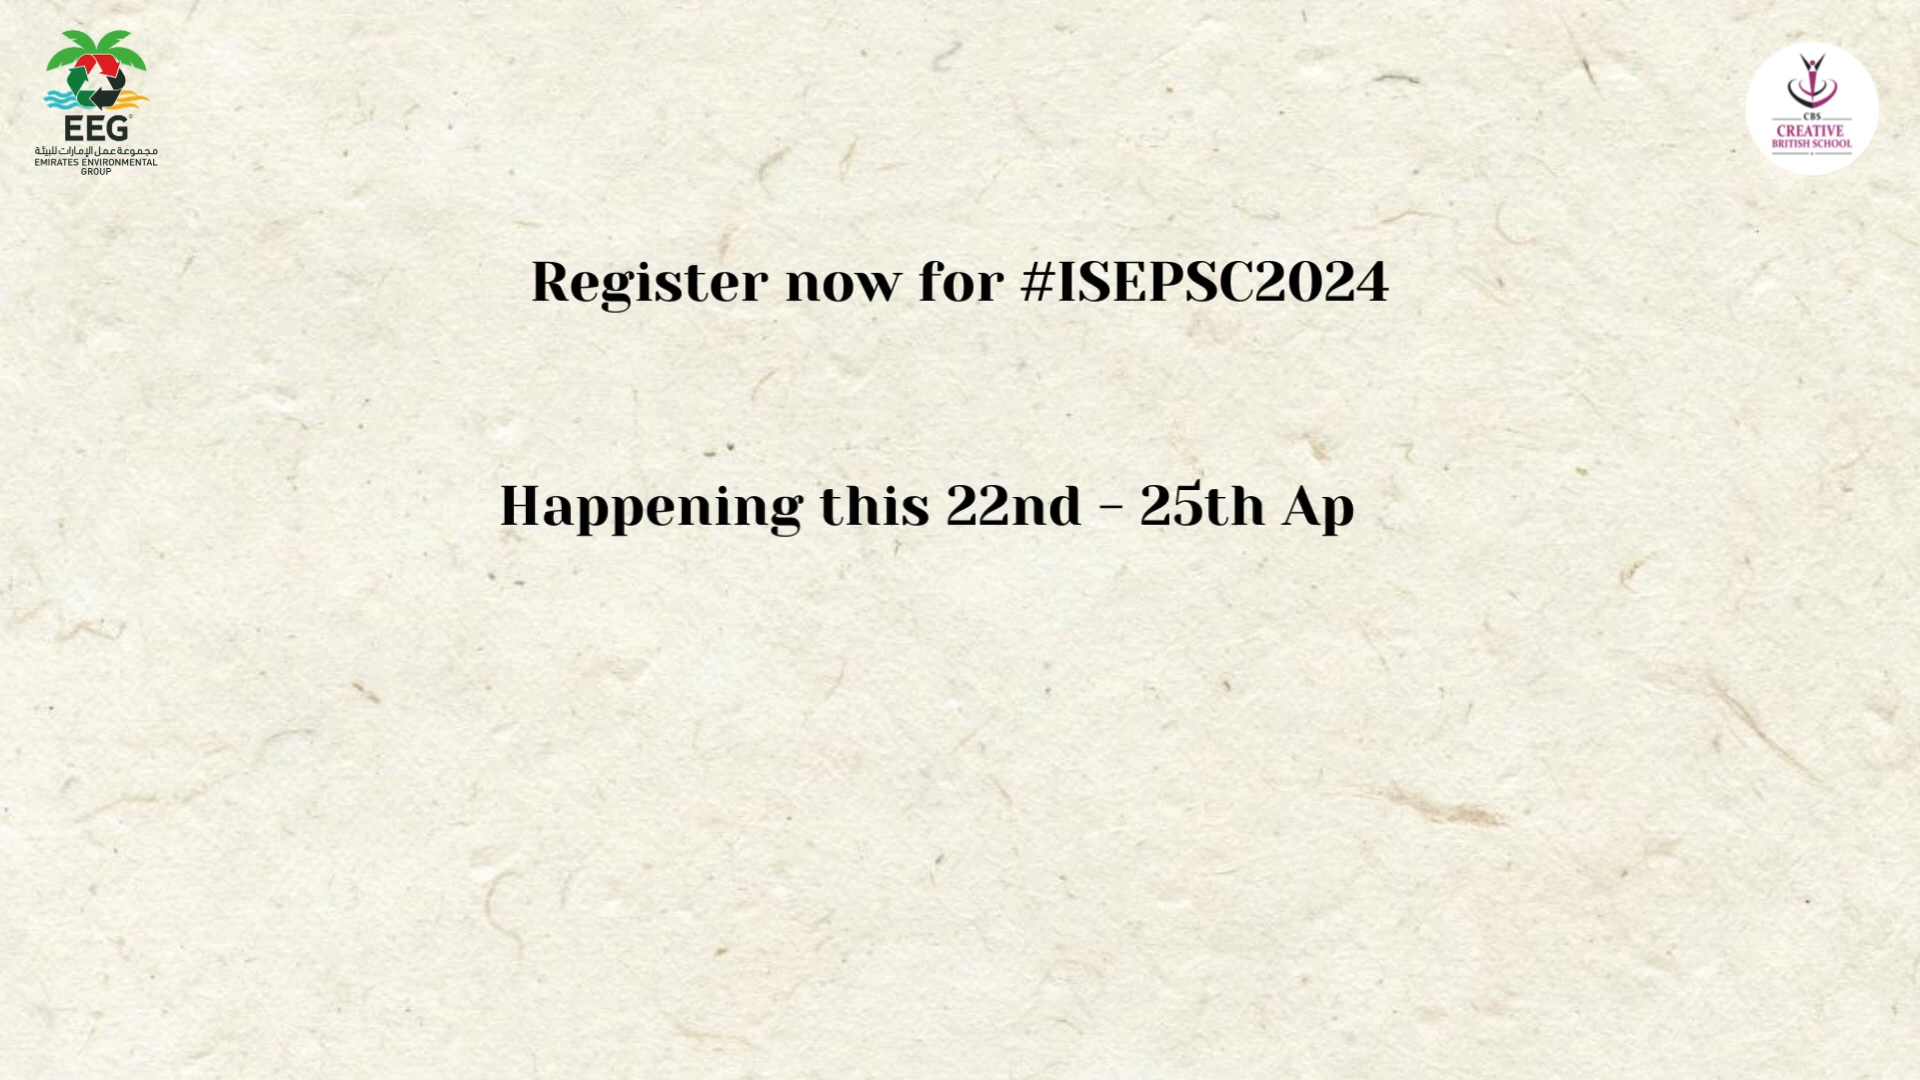 EEG
مجموعة عمل الإمارات للبيئة
EMIRATES ENVIRONMENTAL
GROUP
CBS
CREATIVE
BRITISH SCHOOL
Register now for #ISEPSC2024
Happening this 22nd - 25th Ap